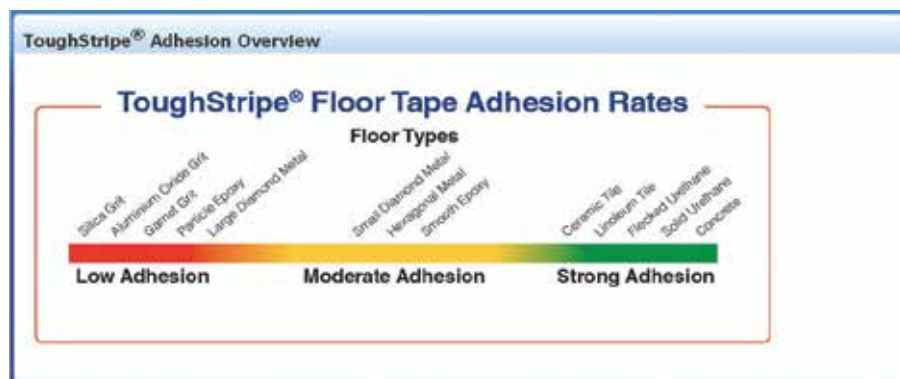 ToughStripe® Adhesion Overview
ToughStripe® Floor Tape Adhesion Rates
Floor Types
Silica Grit
Aluminium Oxide Grit
Garnet Grit
Particle Epoxy
Large Diamond Metal
Small Diamond Metal
Hexagonal Metal
Smooth Epoxy
Ceramic Tile
Linoleum Tile
Flecked Urethane
Solid Urethane
Concrete
Low Adhesion
Moderate Adhesion
Strong Adhesion